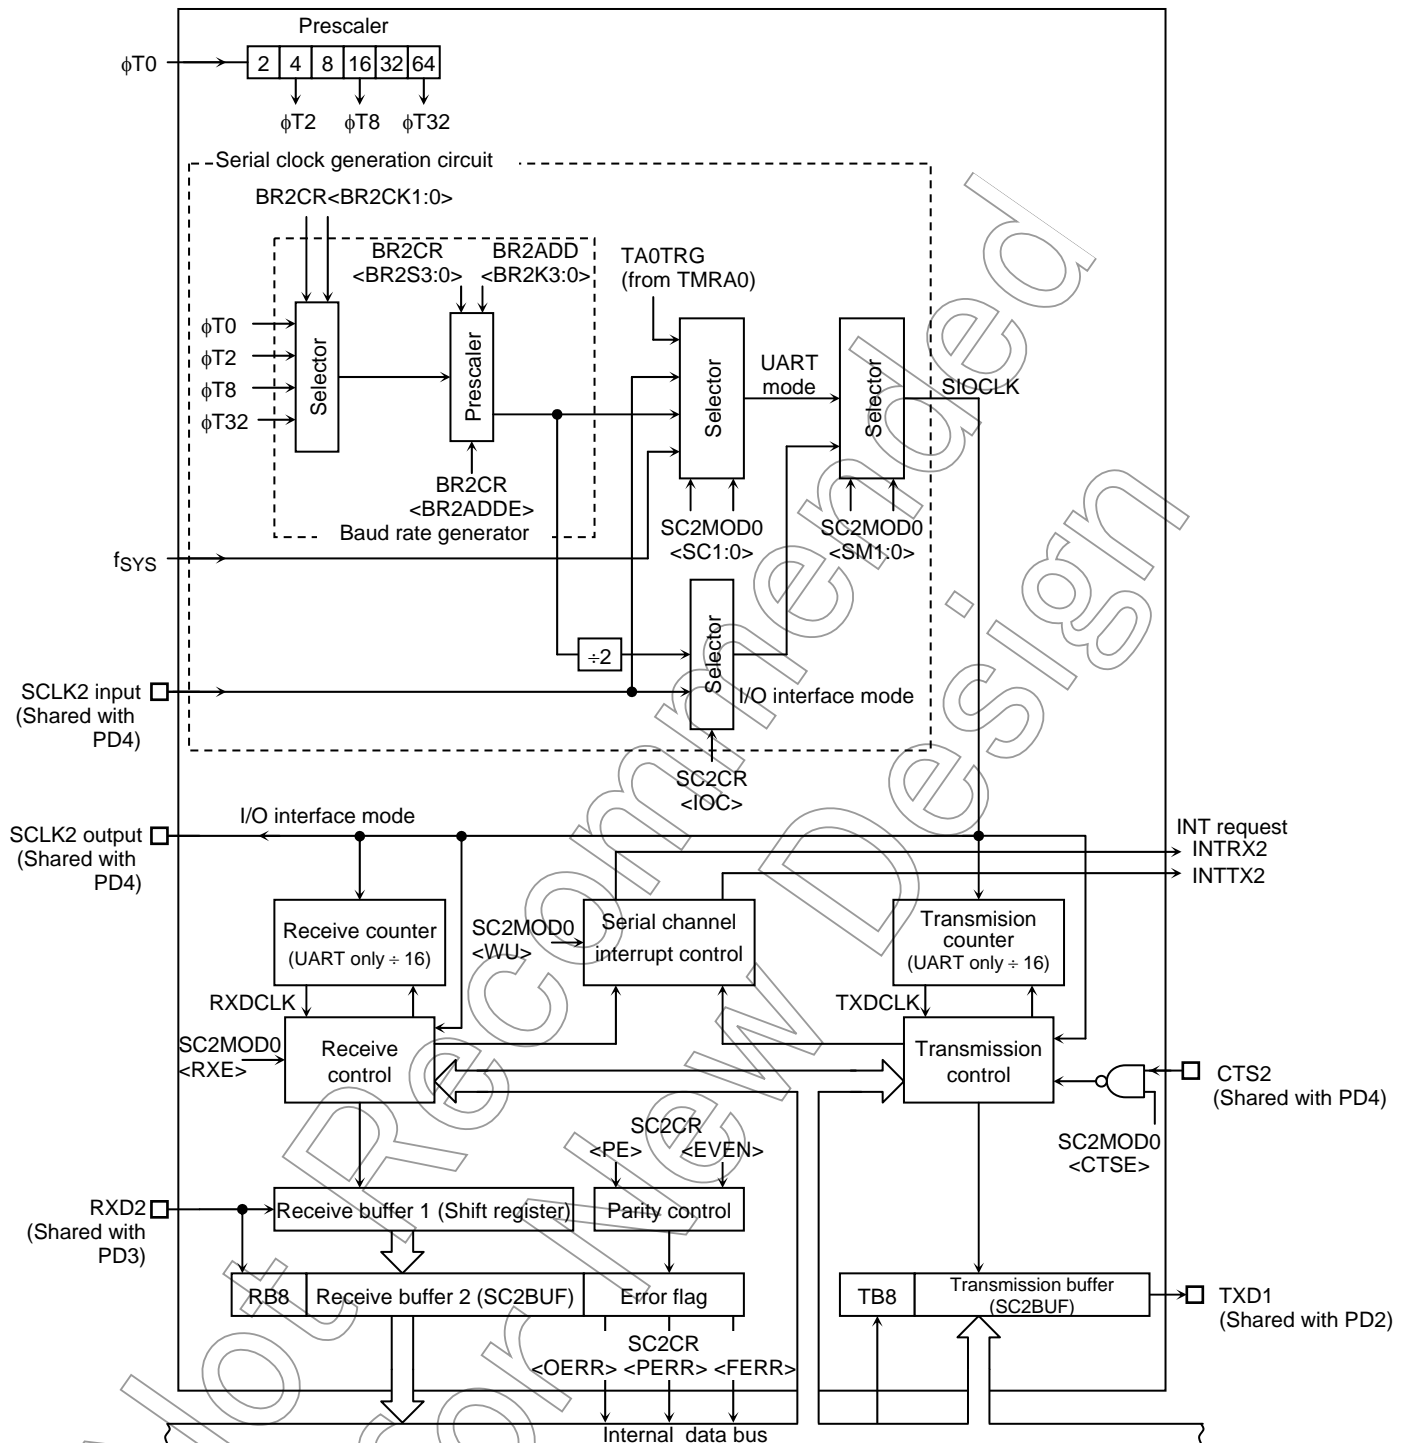 Prescaler
φT0
2 4 8 16 32 64
φT2 φT8 φT32
Serial clock generation circuit
BR2CR<BR2CK1:0>
BR2CR
<BR2S3:0>
BR2ADD
<BR2K3:0>
TA0TRG
(from TMRA0)
φT0
φT2
φT8
φT32
Selector
Prescaler
Selector
UART
mode
Selector
SIOCLK
BR2CR
<BR2ADDE>
Baud rate generator
SC2MOD0
<SC1:0>
SC2MOD0
<SM1:0>
fSYS
÷2
Selector
I/O interface mode
SCLK2 input
(Shared with
PD4)
SC2CR
<IOC>
SCLK2 output
(Shared with
PD4)
I/O interface mode
INT request
INTRX2
INTTX2
Receive counter
(UART only ÷ 16)
SC2MOD0
<WU>
Serial channel
interrupt control
Transmision
counter
(UART only ÷ 16)
RXDCLK
TXDCLK
SC2MOD0
<RXE>
Receive
control
Transmission
control
CTS2
(Shared with PD4)
SC2MOD0
<CTSE>
SC2CR
<PE> <EVEN>
RXD2
(Shared with
PD3)
Receive buffer 1 (Shift register)
Parity control
RB8
Receive buffer 2 (SC2BUF)
Error flag
TB8
Transmission buffer
(SC2BUF)
TXD1
(Shared with PD2)
SC2CR
<OERR> <PERR> <FERR>
Internal data bus
Not Recommended
for New Design